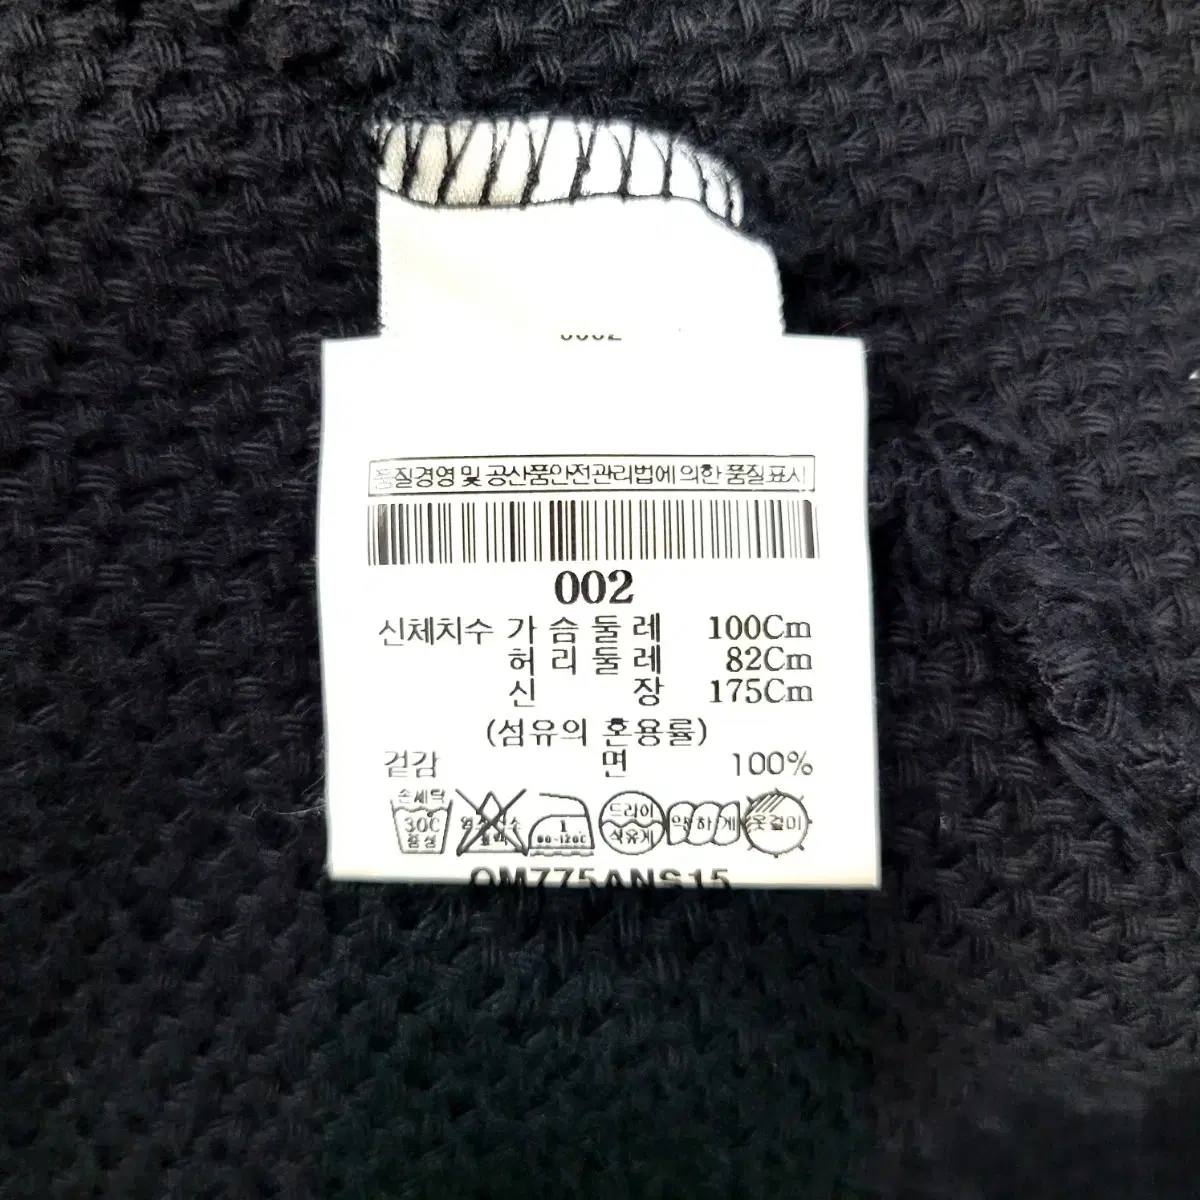 품질경영 및 공산품안전관리법에 의한 품질표시
002
신체치수 가 슴 둘 레 100Cm
허 리 둘 레 82Cm
신 장 175Cm
(섬유의 혼용률)
겉감 면 100%
손세탁 30C 중성 1 80~120C 드라이 석유계 약하게 옷걸이